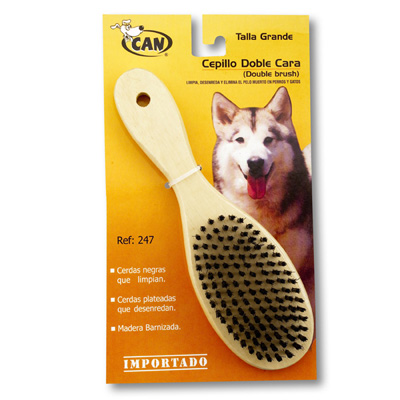 CAN
Talla Grande
Cepillo Doble Cara
(Double brush)
LIMPIA, DESENREDA Y ELIMINA EL PELO MUERTO EN PERROS Y GATOS
Ref: 247
Cerdas negras
que limpian.
Cerdas plateadas
que desenredan.
Madera Barnizada.
IMPORTADO